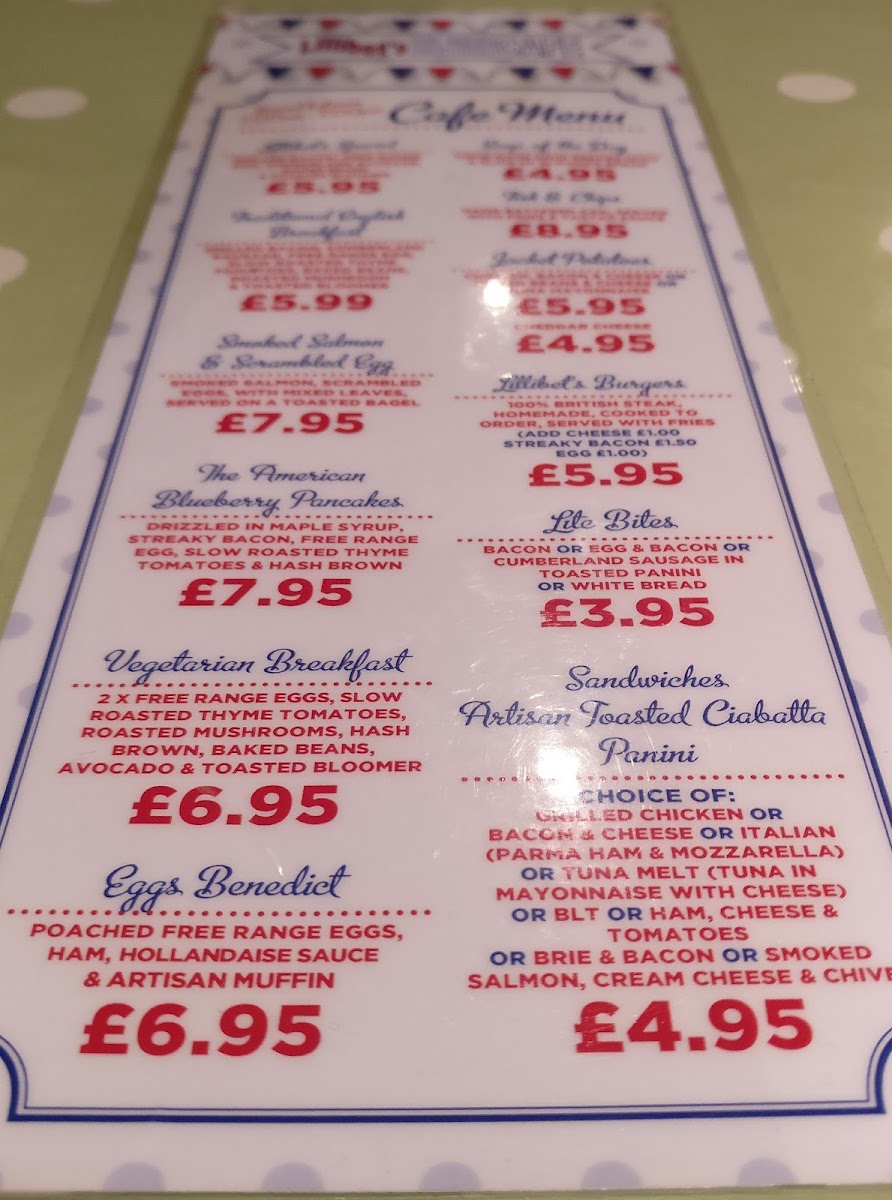 Lillibet's
Cafe Menu
£5.95
Traditional English
Breakfast
& TOASTED BLOOMER
£5.99
Smoked Salmon
& Scrambled Egg
SMOKED SALMON, SCRAMBLED
EGGS, WITH MIXED LEAVES,
SERVED ON A TOASTED BAGEL
£7.95
The American
Blueberry Pancakes
DRIZZLED IN MAPLE SYRUP,
STREAKY BACON, FREE RANGE
EGG, SLOW ROASTED THYME
TOMATOES & HASH BROWN
£7.95
Vegetarian Breakfast
2 X FREE RANGE EGGS, SLOW
ROASTED THYME TOMATOES,
ROASTED MUSHROOMS, HASH
BROWN, BAKED BEANS,
AVOCADO & TOASTED BLOOMER
£6.95
Eggs Benedict
POACHED FREE RANGE EGGS,
HAM, HOLLANDAISE SAUCE
& ARTISAN MUFFIN
£6.95
Soup of the Day
£4.95
Fish & Chips
£8.95
Jacket Potatoes
£5.95
CHEDDAR CHEESE
£4.95
Lillibet's Burgers
100% BRITISH STEAK,
HOMEMADE, COOKED TO
ORDER, SERVED WITH FRIES
(ADD CHEESE £1.00
STREAKY BACON £1.50
EGG £1.00)
£5.95
Lite Bites
BACON OR EGG & BACON OR
CUMBERLAND SAUSAGE IN
TOASTED PANINI
OR WHITE BREAD
£3.95
Sandwiches
Artisan Toasted Ciabatta
Panini
CHOICE OF:
GRILLED CHICKEN OR
BACON & CHEESE OR ITALIAN
(PARMA HAM & MOZZARELLA)
OR TUNA MELT (TUNA IN
MAYONNAISE WITH CHEESE)
OR BLT OR HAM, CHEESE &
TOMATOES
OR BRIE & BACON OR SMOKED
SALMON, CREAM CHEESE & CHIVE
£4.95